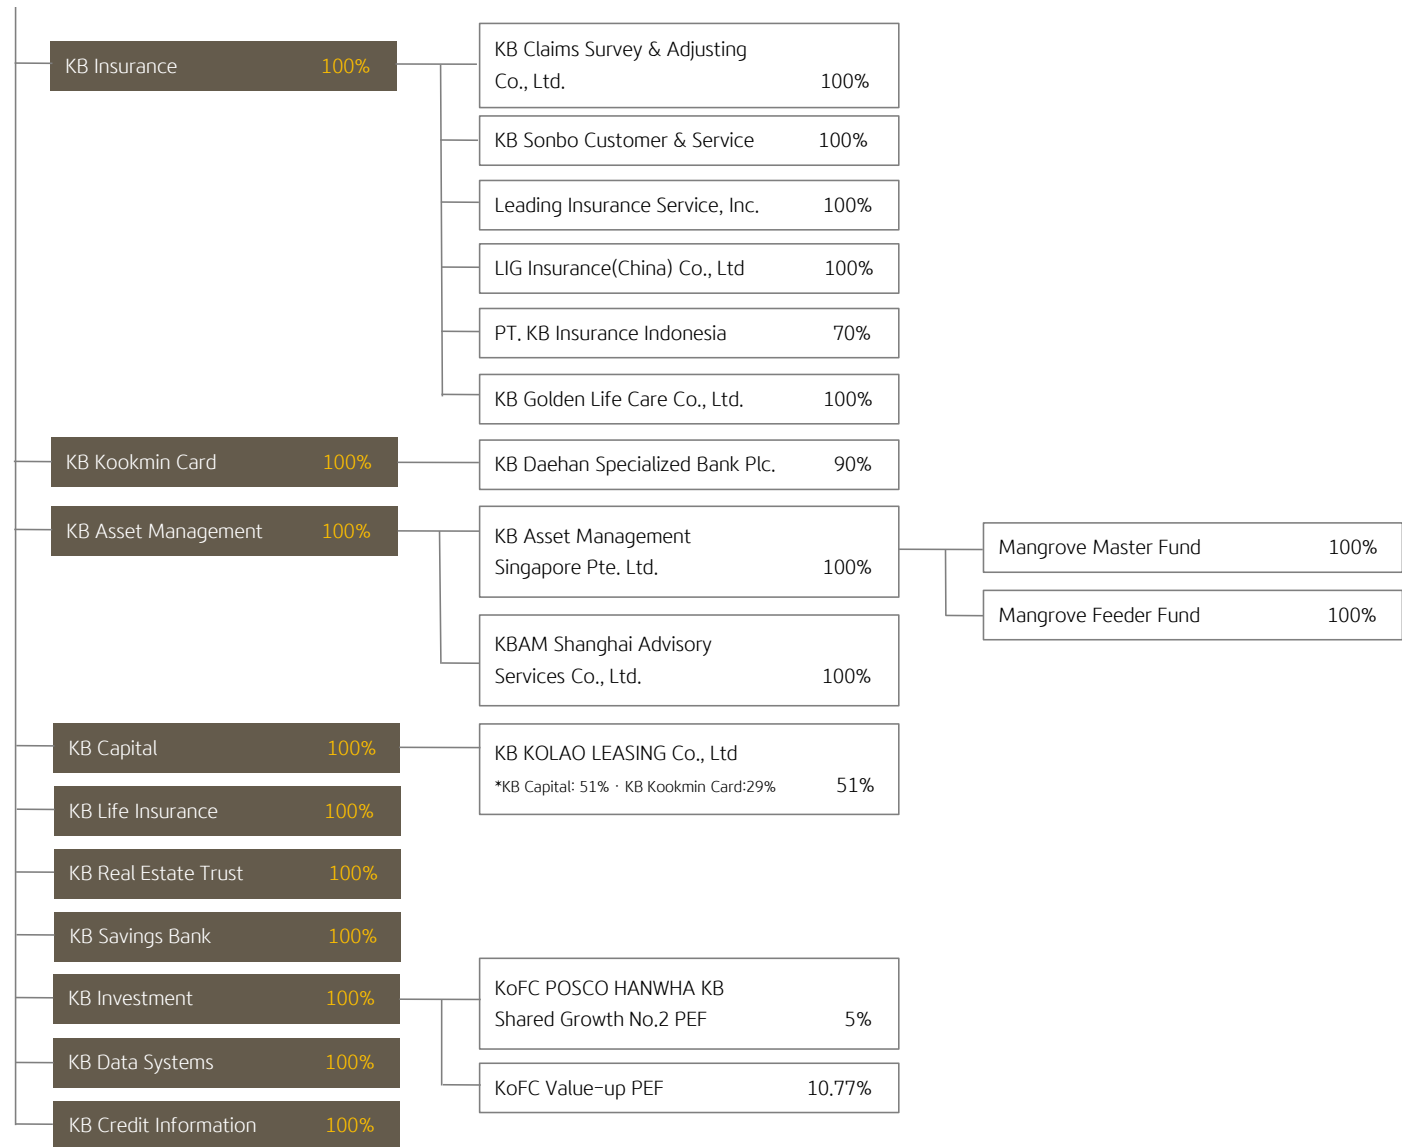 KB Insurance 100%
KB Claims Survey & Adjusting
Co., Ltd. 100%
KB Sonbo Customer & Service 100%
Leading Insurance Service, Inc. 100%
LIG Insurance(China) Co., Ltd 100%
PT. KB Insurance Indonesia 70%
KB Golden Life Care Co., Ltd. 100%
KB Kookmin Card 100%
KB Daehan Specialized Bank Plc. 90%
KB Asset Management 100%
KB Asset Management
Singapore Pte. Ltd. 100%
Mangrove Master Fund 100%
Mangrove Feeder Fund 100%
KBAM Shanghai Advisory
Services Co., Ltd. 100%
KB Capital 100%
KB KOLAO LEASING Co., Ltd
*KB Capital: 51% · KB Kookmin Card:29% 51%
KB Life Insurance 100%
KB Real Estate Trust 100%
KB Savings Bank 100%
KB Investment 100%
KoFC POSCO HANWHA KB
Shared Growth No.2 PEF 5%
KoFC Value-up PEF 10.77%
KB Data Systems 100%
KB Credit Information 100%